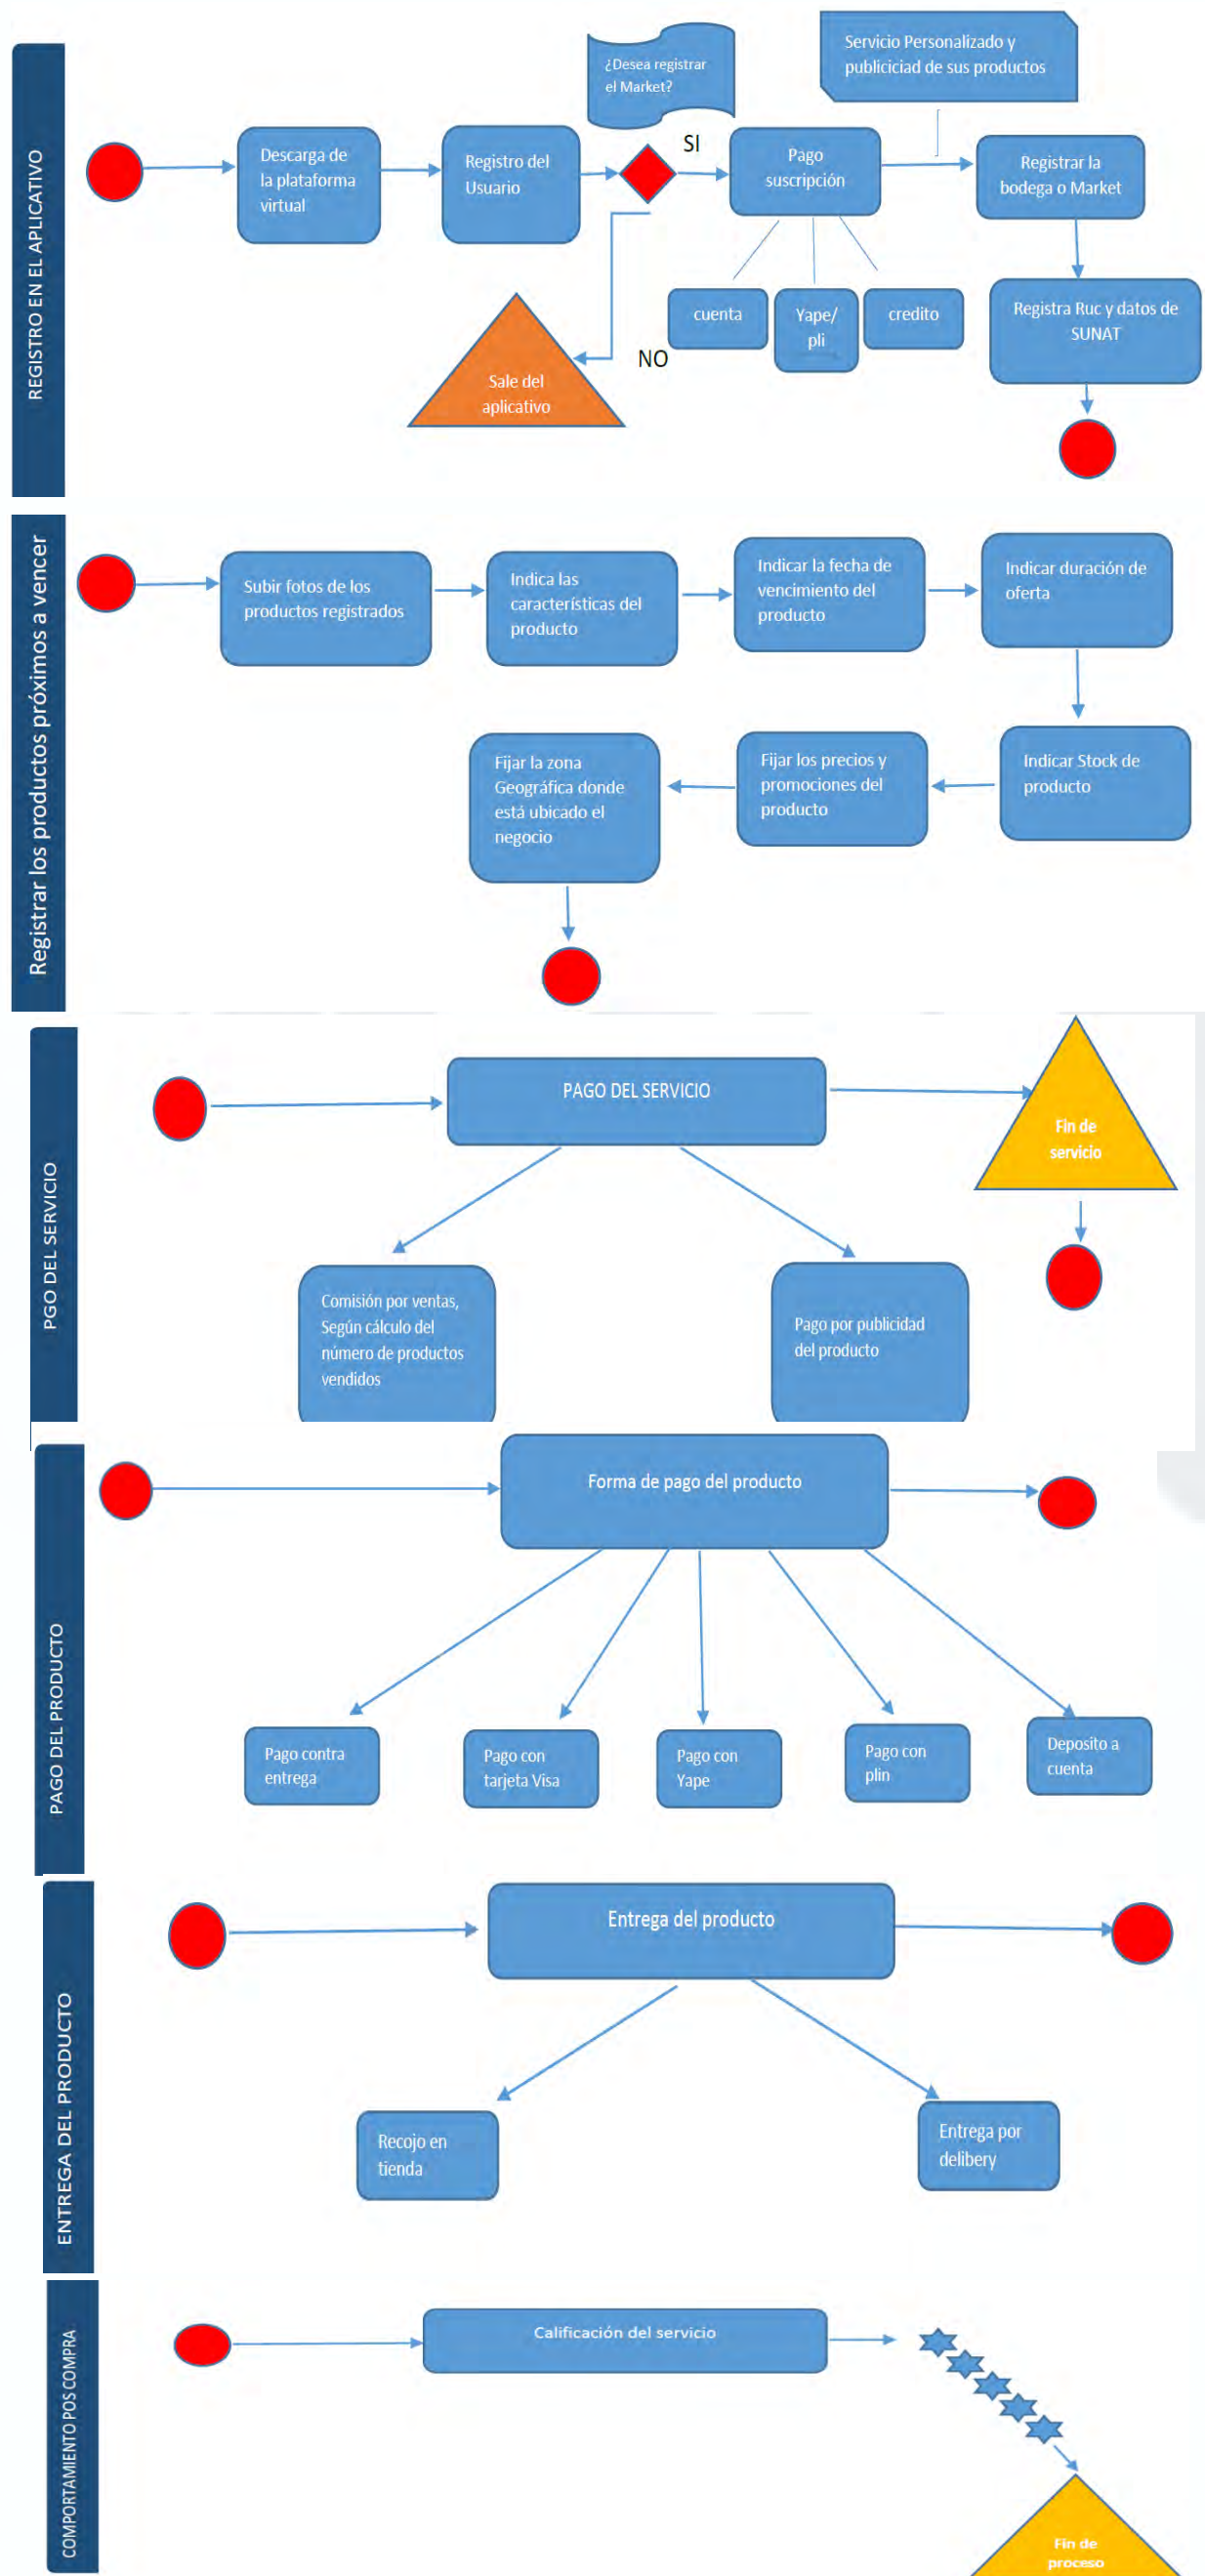 REGISTRO EN EL APLICATIVO
¿Desea registrar
el Market?
Servicio Personalizado y
publiciciad de sus productos
SI
Descarga de
la plataforma
virtual
Registro del
Usuario
Pago
suscripción
Registrar la
bodega o Market
cuenta
Yape/
pli
credito
Registra Ruc y datos de
SUNAT
NO
Sale del
aplicativo
Registrar los productos próximos a vencer
Subir fotos de los
productos registrados
Indica las
características del
producto
Indicar la fecha de
vencimiento del
producto
Indicar duración de
oferta
Fijar la zona
Geográfica donde
está ubicado el
negocio
Fijar los precios y
promociones del
producto
Indicar Stock de
producto
PGO DEL SERVICIO
PAGO DEL SERVICIO
Fin de
servicio
Comisión por ventas,
Según cálculo del
número de productos
vendidos
Pago por publicidad
del producto
PAGO DEL PRODUCTO
Forma de pago del producto
Pago contra
entrega
Pago con
tarjeta Visa
Pago con
Yape
Pago con
plin
Deposito a
cuenta
ENTREGA DEL PRODUCTO
Entrega del producto
Recojo en
tienda
Entrega por
delibery
COMPORTAMIENTO POS COMPRA
Calificación del servicio
Fin de
proceso